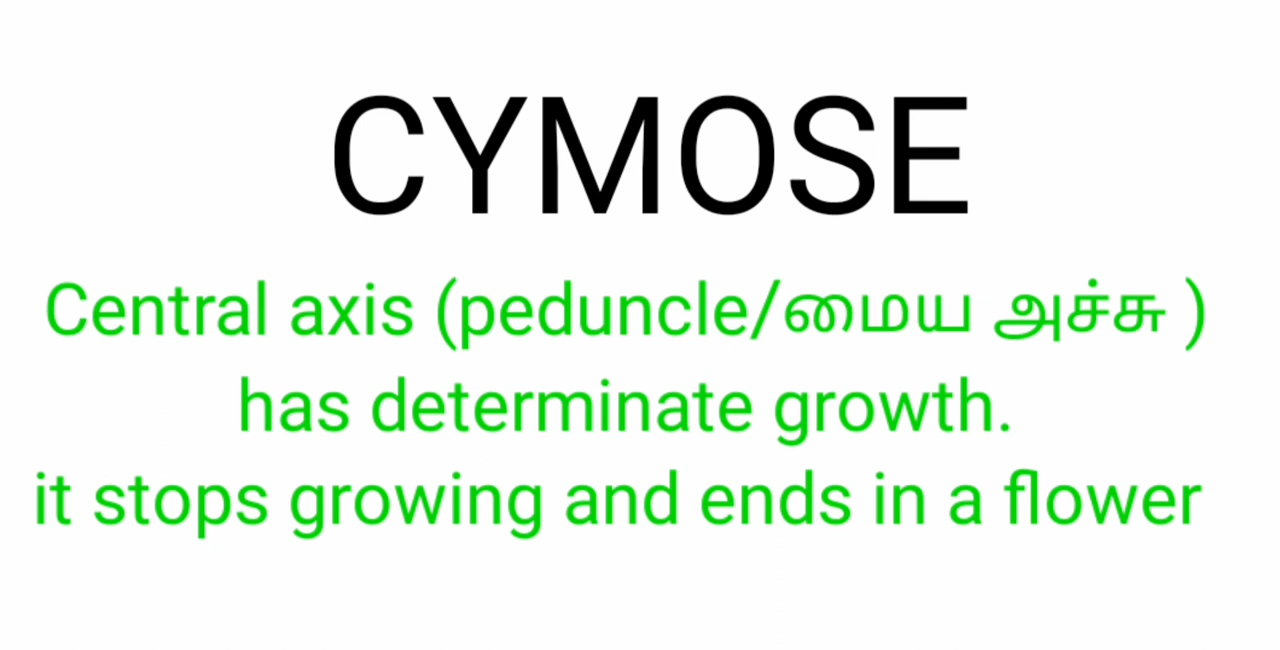 CYMOSE
Central axis (peduncle/மைய அச்சு )
has determinate growth.
it stops growing and ends in a flower